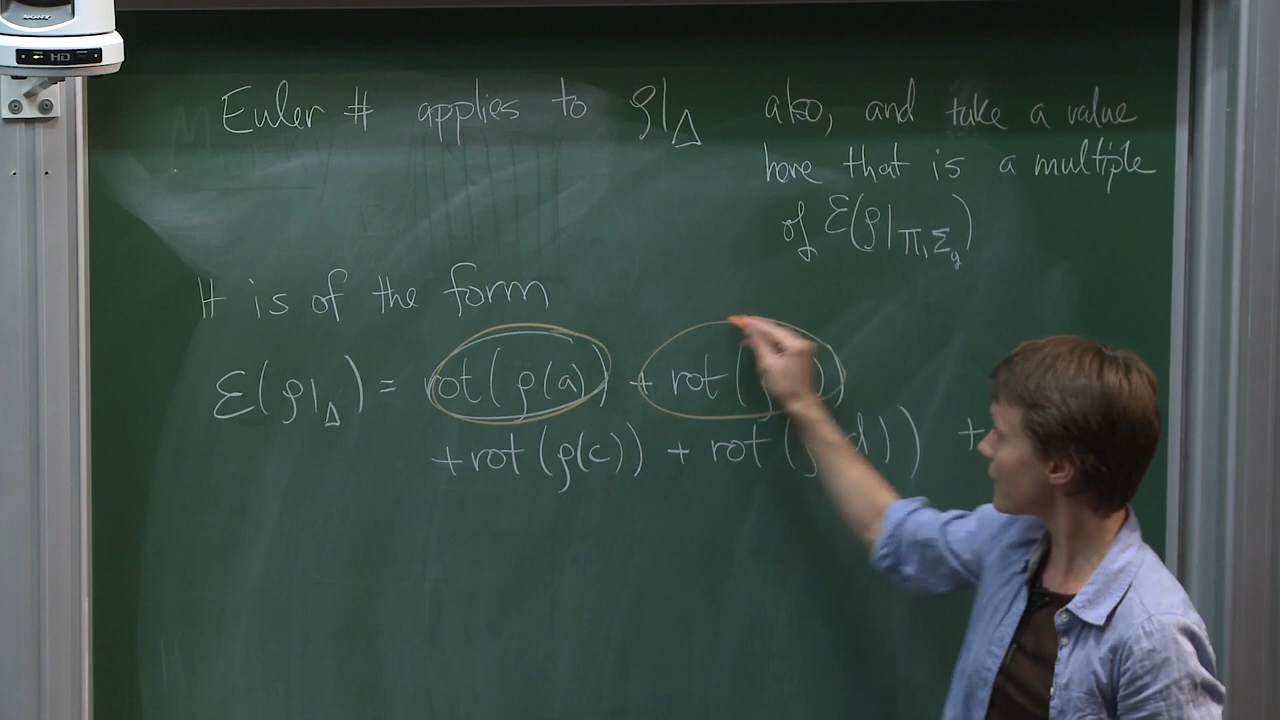 SONY
HD
Euler # applies to ρ|Δ also, and take a value
here that is a multiple
of ℰ(ρ|π₁Σg)
It is of the form
ℰ(ρ|Δ) = rot(ρ(a)) + rot(
+ rot(ρ(c)) + rot(ρ(d)) +